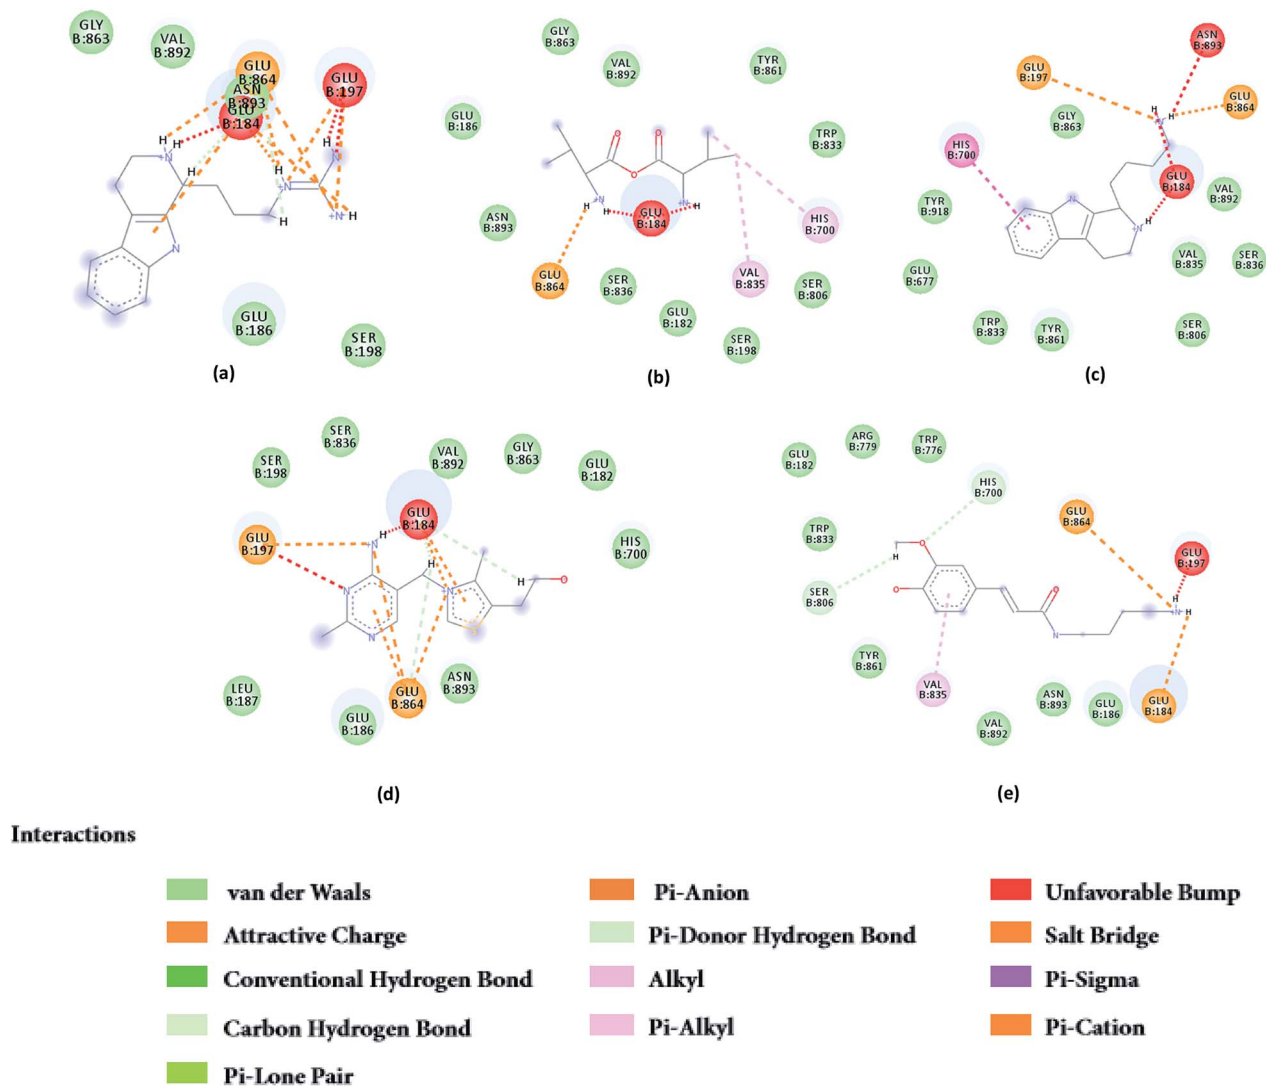 GLY
B:863
VAL
B:892
GLU
B:864
ASN
B:893
GLU
B:184
GLU
B:197
H
H
N
H
H
N
H
N
H
H
N
GLU
B:186
SER
B:198
(a)
GLY
B:863
VAL
B:892
TYR
B:861
GLU
B:186
TRP
B:833
O
O
O
N
H
H
GLU
B:184
N
H
ASN
B:893
HIS
B:700
GLU
B:864
SER
B:836
VAL
B:835
SER
B:806
GLU
B:182
SER
B:198
(b)
ASN
B:893
GLU
B:197
GLU
B:864
H
N
H
GLY
B:863
HIS
B:700
GLU
B:184
VAL
B:892
TYR
B:918
N
H
N
VAL
B:835
SER
B:836
GLU
B:677
TRP
B:833
TYR
B:861
SER
B:806
(c)
SER
B:836
SER
B:198
VAL
B:892
GLY
B:863
GLU
B:182
GLU
B:184
GLU
B:197
H
N
HIS
B:700
H
H
O
N
N
N
S
LEU
B:187
GLU
B:864
ASN
B:893
GLU
B:186
(d)
GLU
B:182
ARG
B:779
TRP
B:776
HIS
B:700
GLU
B:864
TRP
B:833
O
H
GLU
B:197
SER
B:806
O
O
H
N
H
N
TYR
B:861
VAL
B:835
ASN
B:893
GLU
B:186
GLU
B:184
VAL
B:892
(e)
Interactions
van der Waals
Attractive Charge
Conventional Hydrogen Bond
Carbon Hydrogen Bond
Pi-Lone Pair
Pi-Anion
Pi-Donor Hydrogen Bond
Alkyl
Pi-Alkyl
Unfavorable Bump
Salt Bridge
Pi-Sigma
Pi-Cation